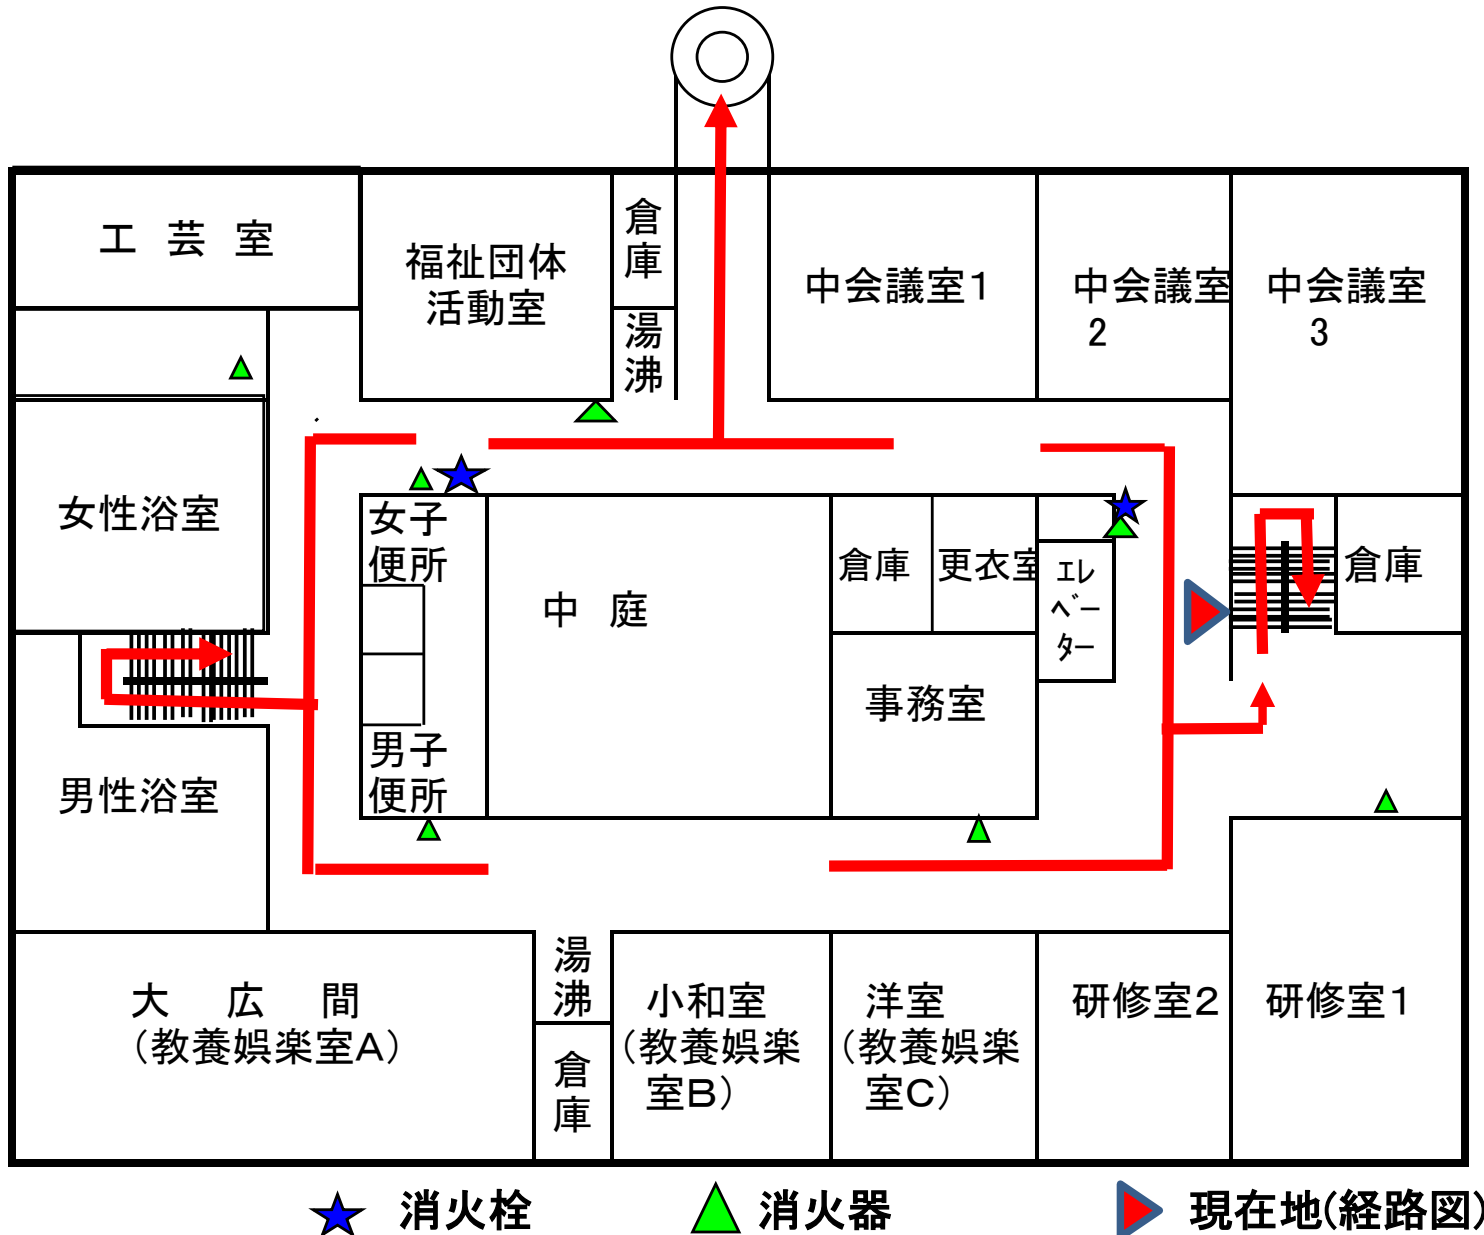 工 芸 室
福祉団体
活動室
倉
庫
湯
沸
中会議室1
中会議室
2
中会議室
3
女性浴室
女子
便所
中 庭
倉庫
更衣室
エレ
ベー
ター
倉庫
事務室
男子
便所
男性浴室
大 広 間
（教養娯楽室A）
湯
沸
倉
庫
小和室
（教養娯楽
室B）
洋室
（教養娯楽
室C）
研修室2
研修室1
消火栓
消火器
現在地(経路図)